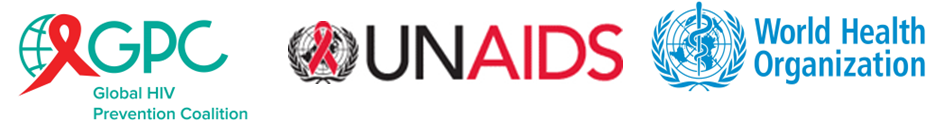 GPC
Global HIV
Prevention Coalition
UNAIDS
World Health
Organization